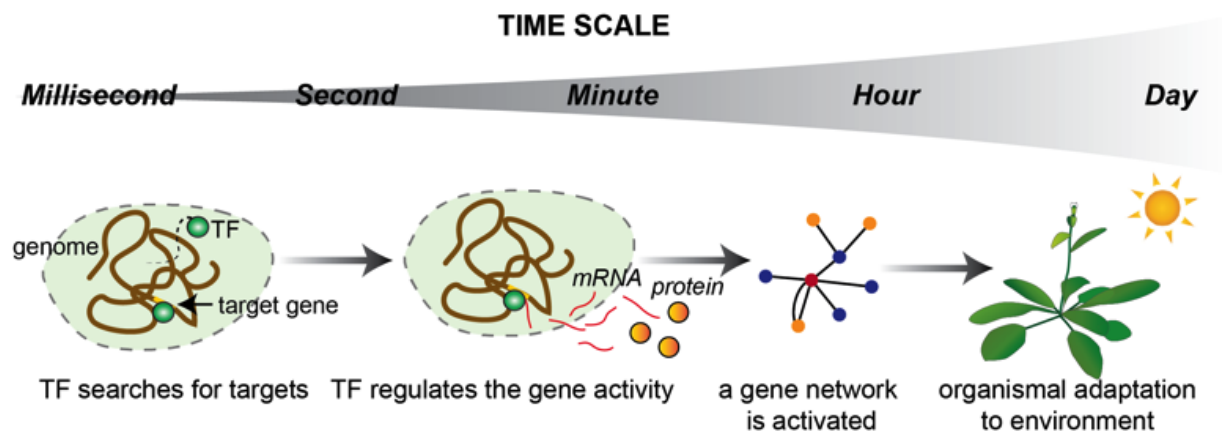 TIME SCALE
Millisecond Second Minute Hour Day
genome
TF
target gene
mRNA
protein
TF searches for targets
TF regulates the gene activity
a gene network
is activated
organismal adaptation
to environment